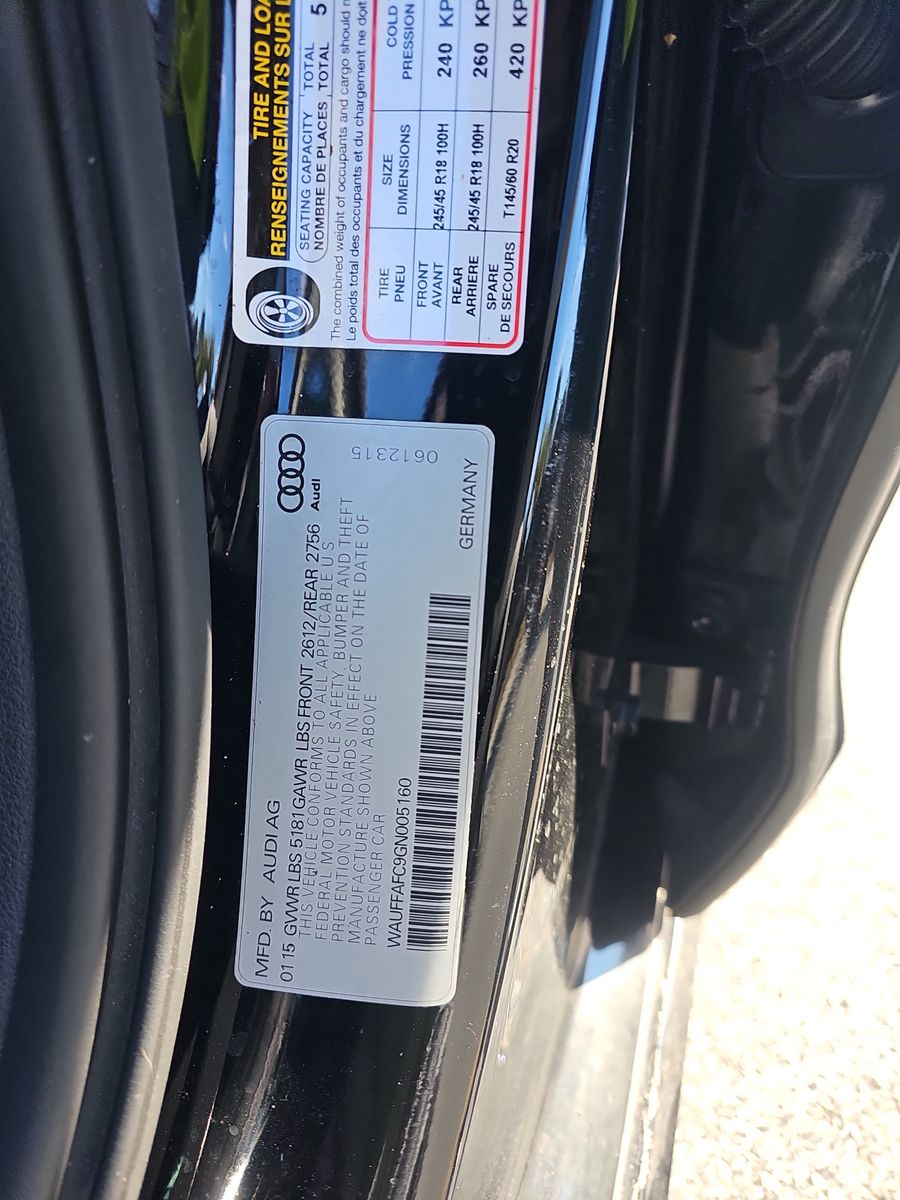 TIRE AND
RENSEIGNEMENTS SUR
SEATING CAPACITY TOTAL 5
NOMBRE DE PLACES TOTAL
The combined weight of occupants and cargo should
Le poids total des occupants et du chargement ne doit
TIRE SIZE COLD
PNEU DIMENSIONS PRESSION
FRONT 245/45 R18 100H 240 KP
AVANT
REAR 245/45 R18 100H 260 KP
ARRIERE
SPARE T145/60 R20 420 KP
DE SECOURS
MFD. BY AUDI AG
01 15 GVWR LBS 5181 GAWR LBS FRONT 2612/REAR 2756 Audi
THIS VEHICLE CONFORMS TO ALL APPLICABLE U S
FEDERAL MOTOR VEHICLE SAFETY, BUMPER AND THEFT
PREVENTION STANDARDS IN EFFECT ON THE DATE OF
MANUFACTURE SHOWN ABOVE
PASSENGER CAR
0612315
WAUFFAFC9GN005160
GERMANY